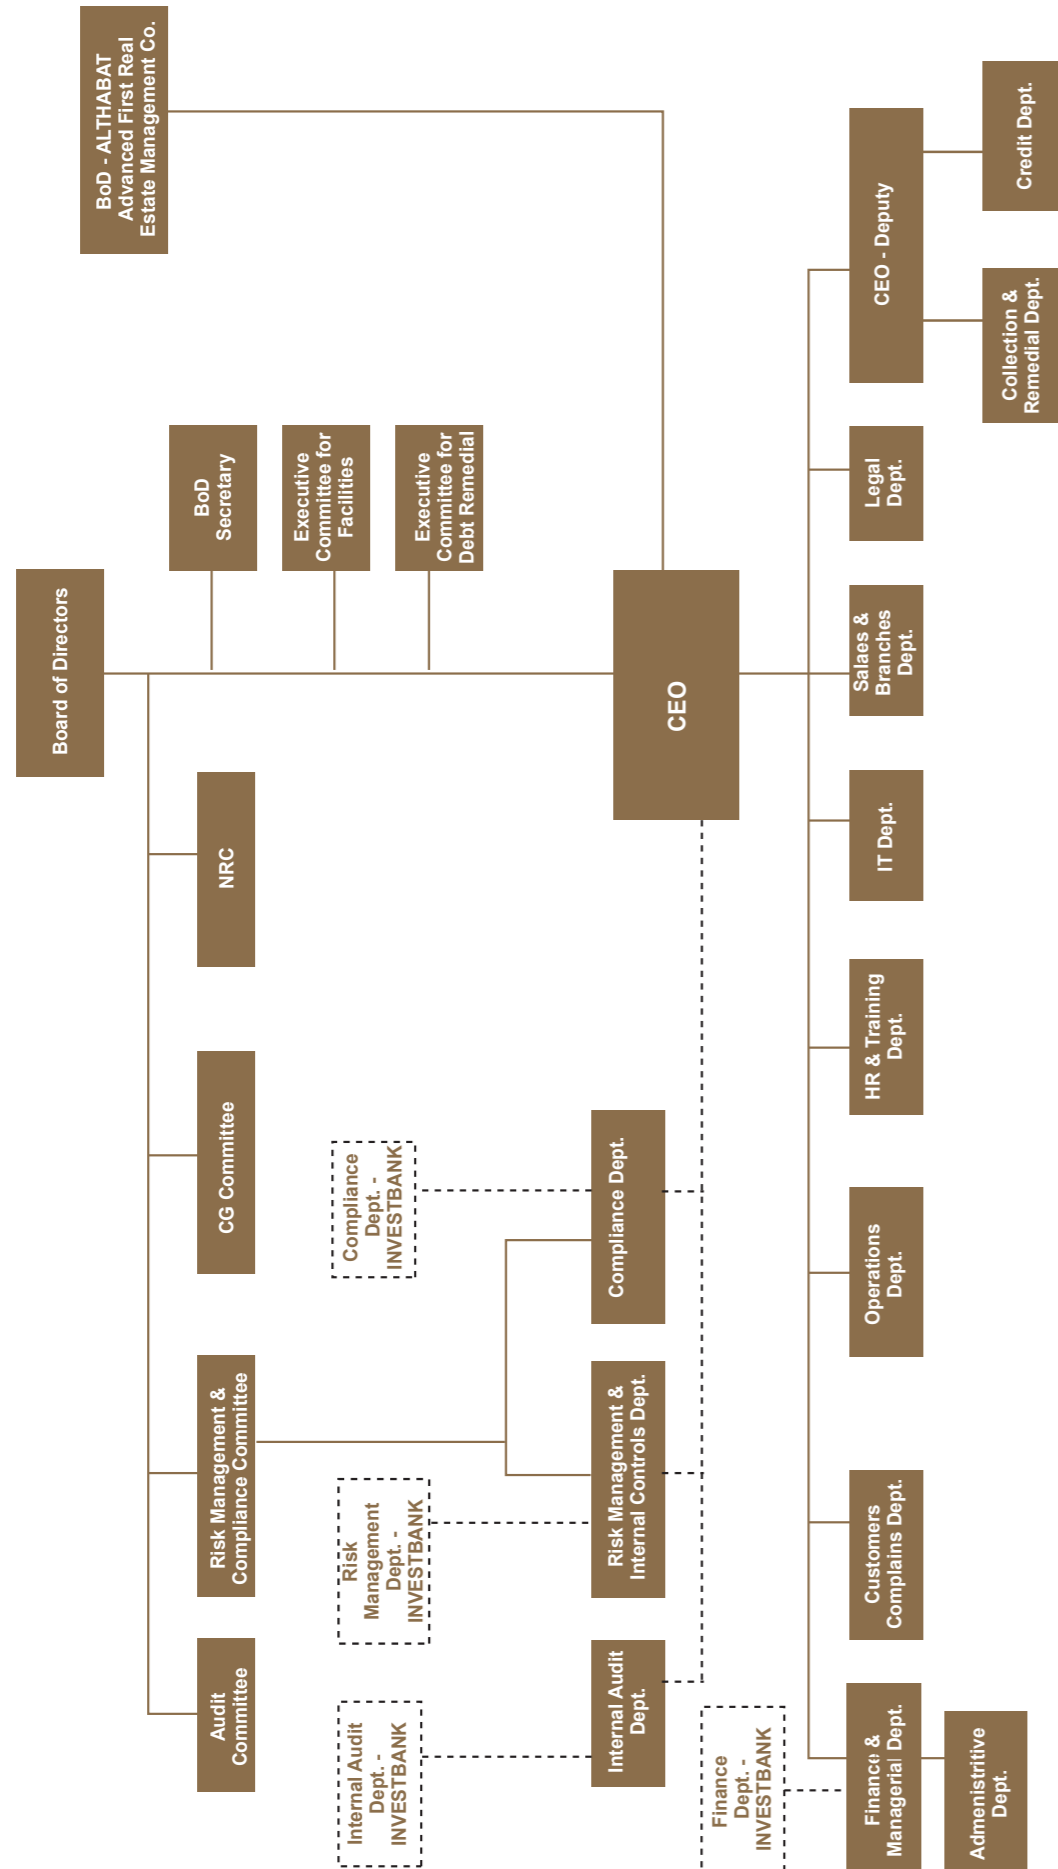 Board of Directors
BoD - ALTHABAT
Advanced First Real
Estate Management Co.
BoD
Secretary
Executive
Committee for
Facilities
Executive
Committee for
Debt Remedial
Audit
Committee
Risk Management &
Compliance Committee
CG Committee
NRC
Internal Audit
Dept. -
INVESTBANK
Risk
Management
Dept. -
INVESTBANK
Compliance
Dept. -
INVESTBANK
Internal Audit
Dept.
Risk Management &
Internal Controls Dept.
Compliance Dept.
CEO
Finance
Dept. -
INVESTBANK
Finance &
Managerial Dept.
Customers
Complains Dept.
Operations
Dept.
HR & Training
Dept.
IT Dept.
Salaes &
Branches
Dept.
Legal
Dept.
CEO - Deputy
Admenistritive
Dept.
Collection &
Remedial Dept.
Credit Dept.